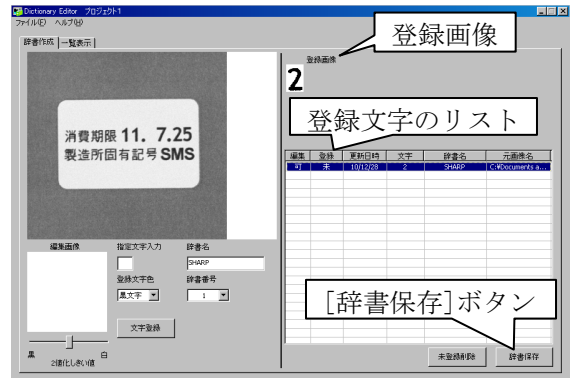 Dictionary Editor プロジェクト1
ファイル(F) ヘルプ(H)
辞書作成 一覧表示
登録画像
登録画像
2
消費期限 11. 7.25
製造所固有記号 SMS
登録文字のリスト
編集 登録 更新日時 文字 辞書名 元画像名
可 未 10/12/28 2 SHARP C:¥Documents a...
編集画像 指定文字入力 辞書名
SHARP
登録文字色 辞書番号
黒文字 1
[辞書保存]ボタン
文字登録
黒 白
2値化しきい値
未登録削除 辞書保存